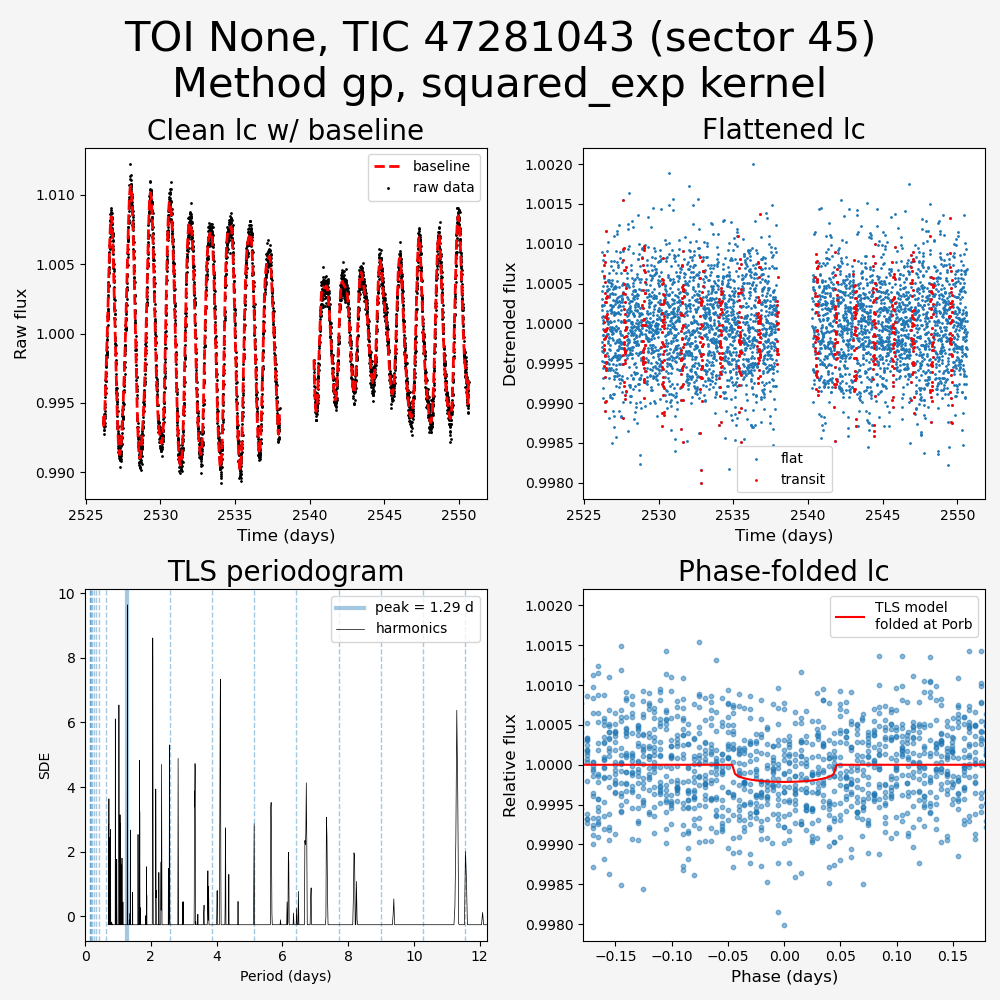 TOI None, TIC 47281043 (sector 45)
Method gp, squared_exp kernel
Clean lc w/ baseline
baseline
raw data
1.010
1.005
1.000
0.995
0.990
Raw flux
2525
2530
2535
2540
2545
2550
Time (days)
Flattened lc
1.0020
1.0015
1.0010
1.0005
1.0000
0.9995
0.9990
0.9985
0.9980
Detrended flux
flat
transit
2525
2530
2535
2540
2545
2550
Time (days)
TLS periodogram
peak = 1.29 d
harmonics
10
8
6
4
2
0
SDE
0
2
4
6
8
10
12
Period (days)
Phase-folded lc
TLS model
folded at Porb
1.0020
1.0015
1.0010
1.0005
1.0000
0.9995
0.9990
0.9985
0.9980
Relative flux
−0.15
−0.10
−0.05
0.00
0.05
0.10
0.15
Phase (days)